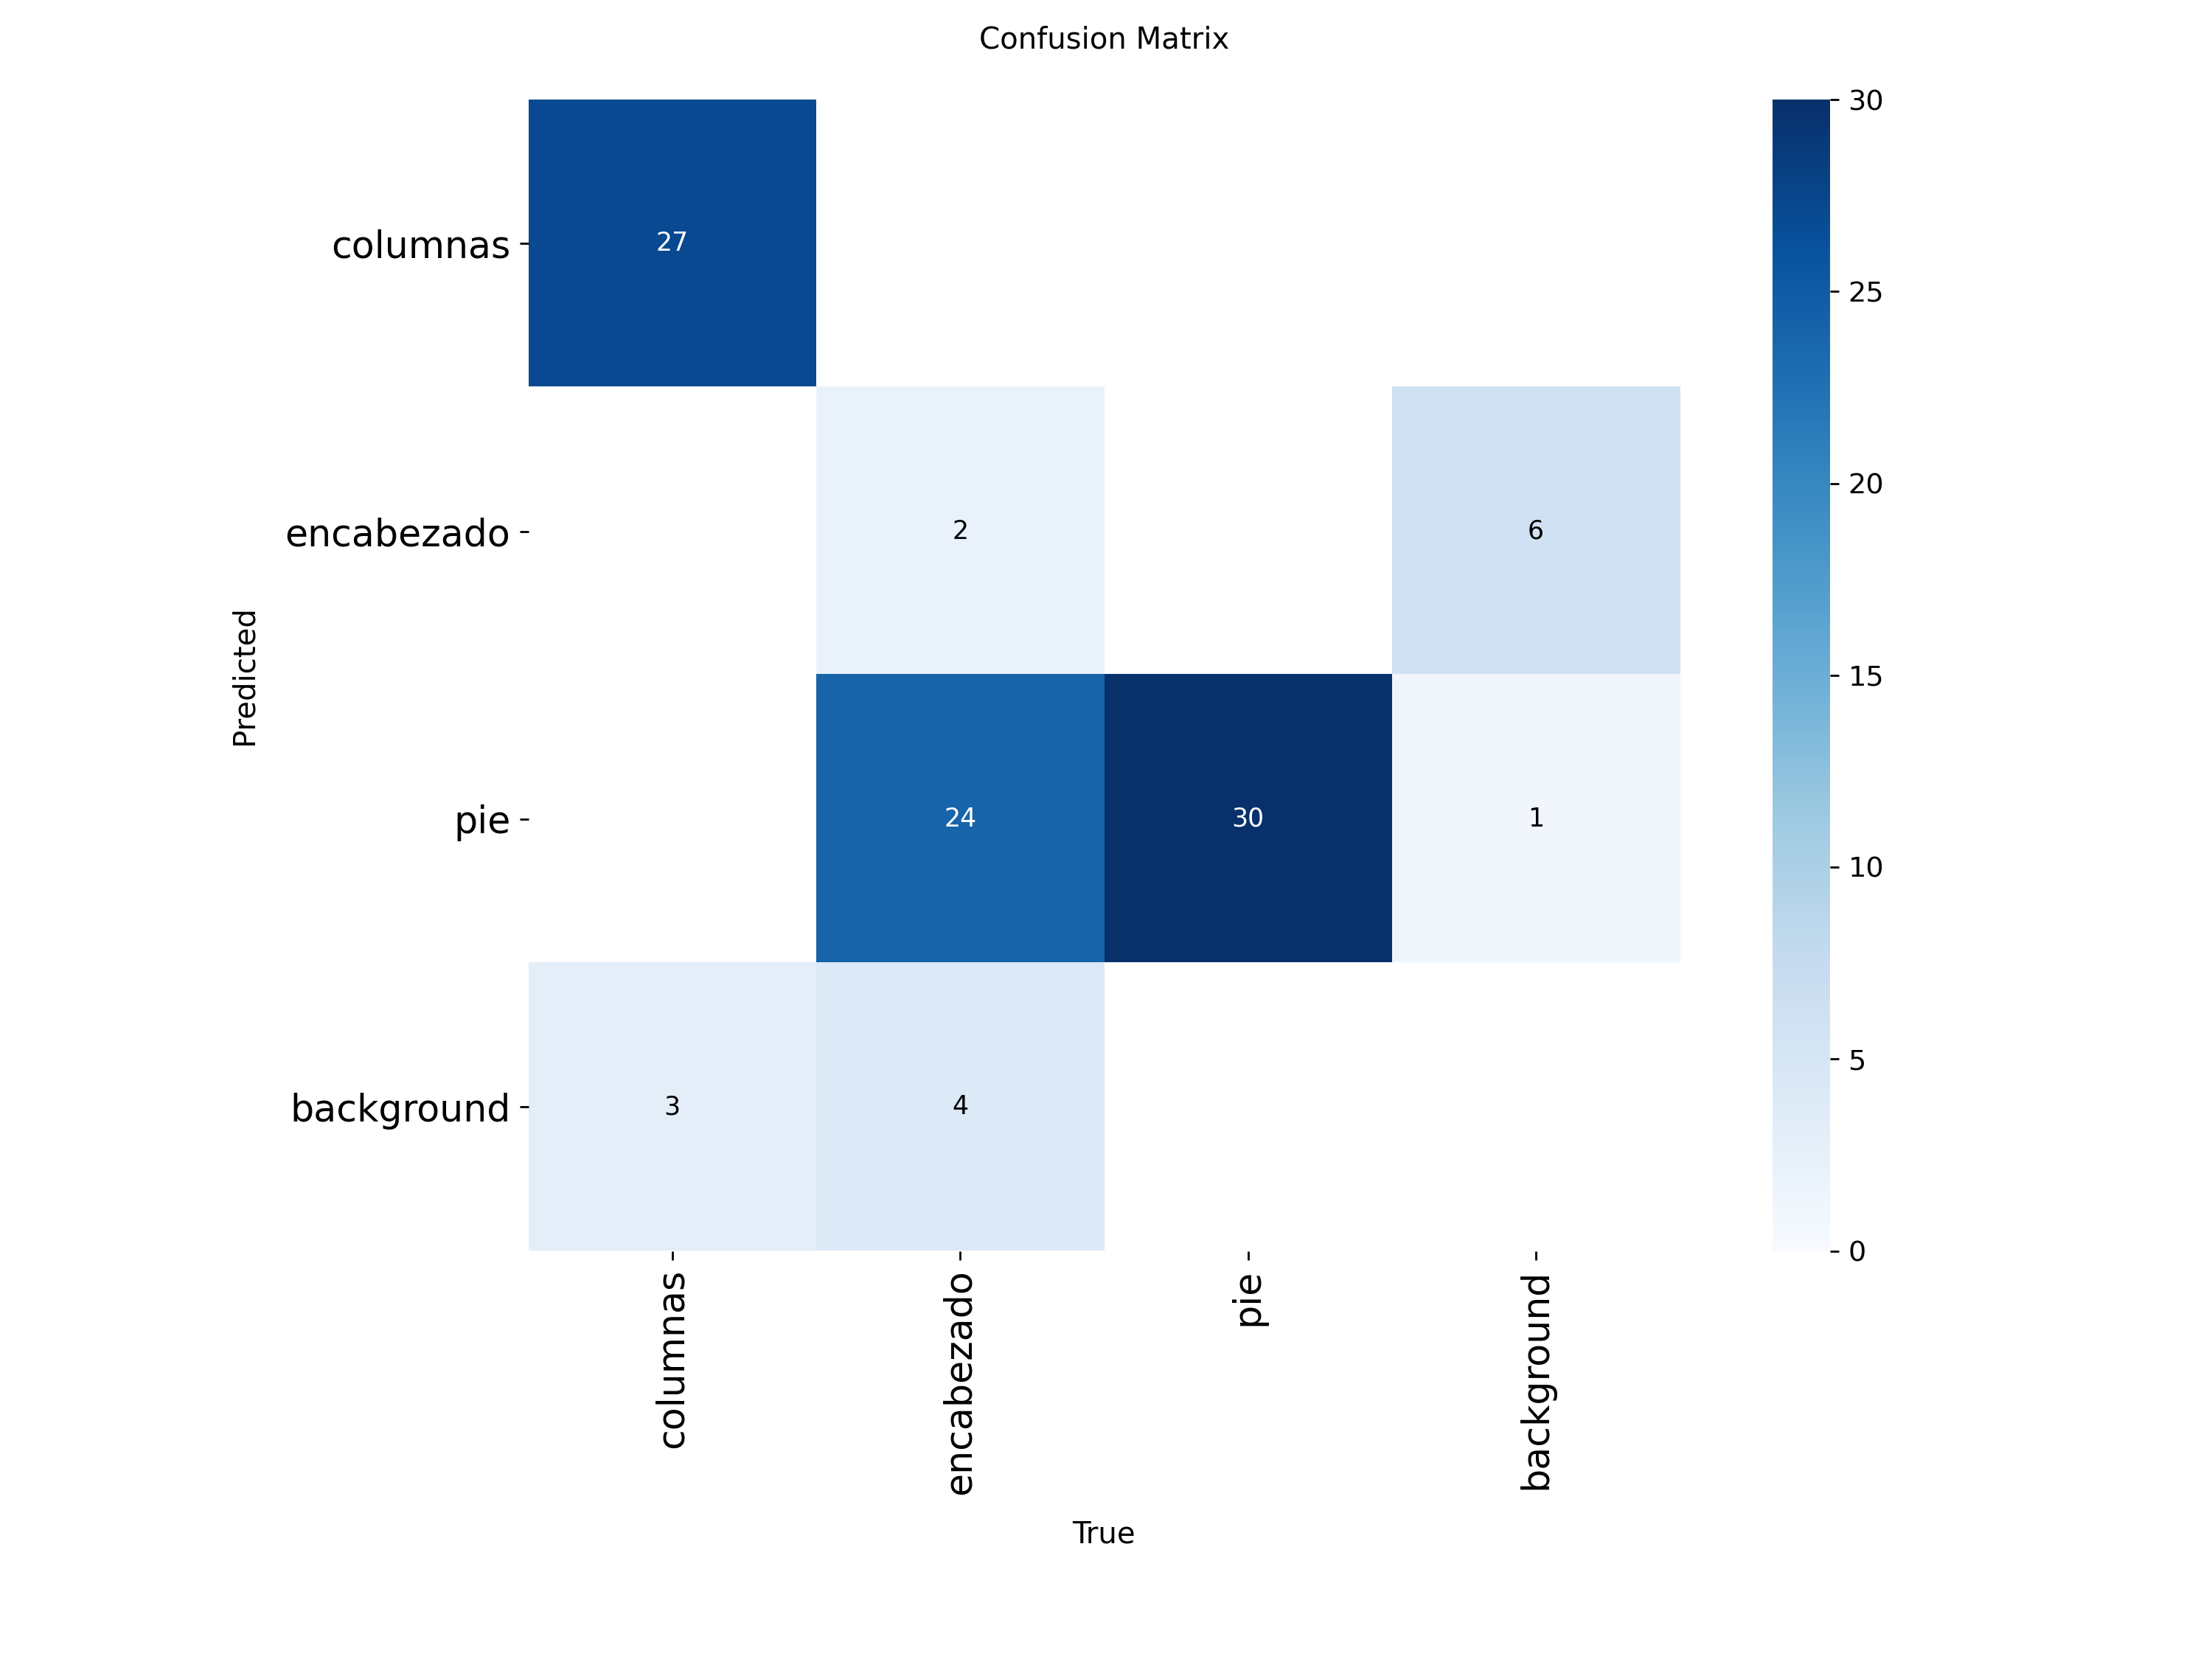 Confusion Matrix
columnas
encabezado
pie
background
Predicted
27
2
6
24
30
1
3
4
columnas
encabezado
pie
background
True
30
25
20
15
10
5
0